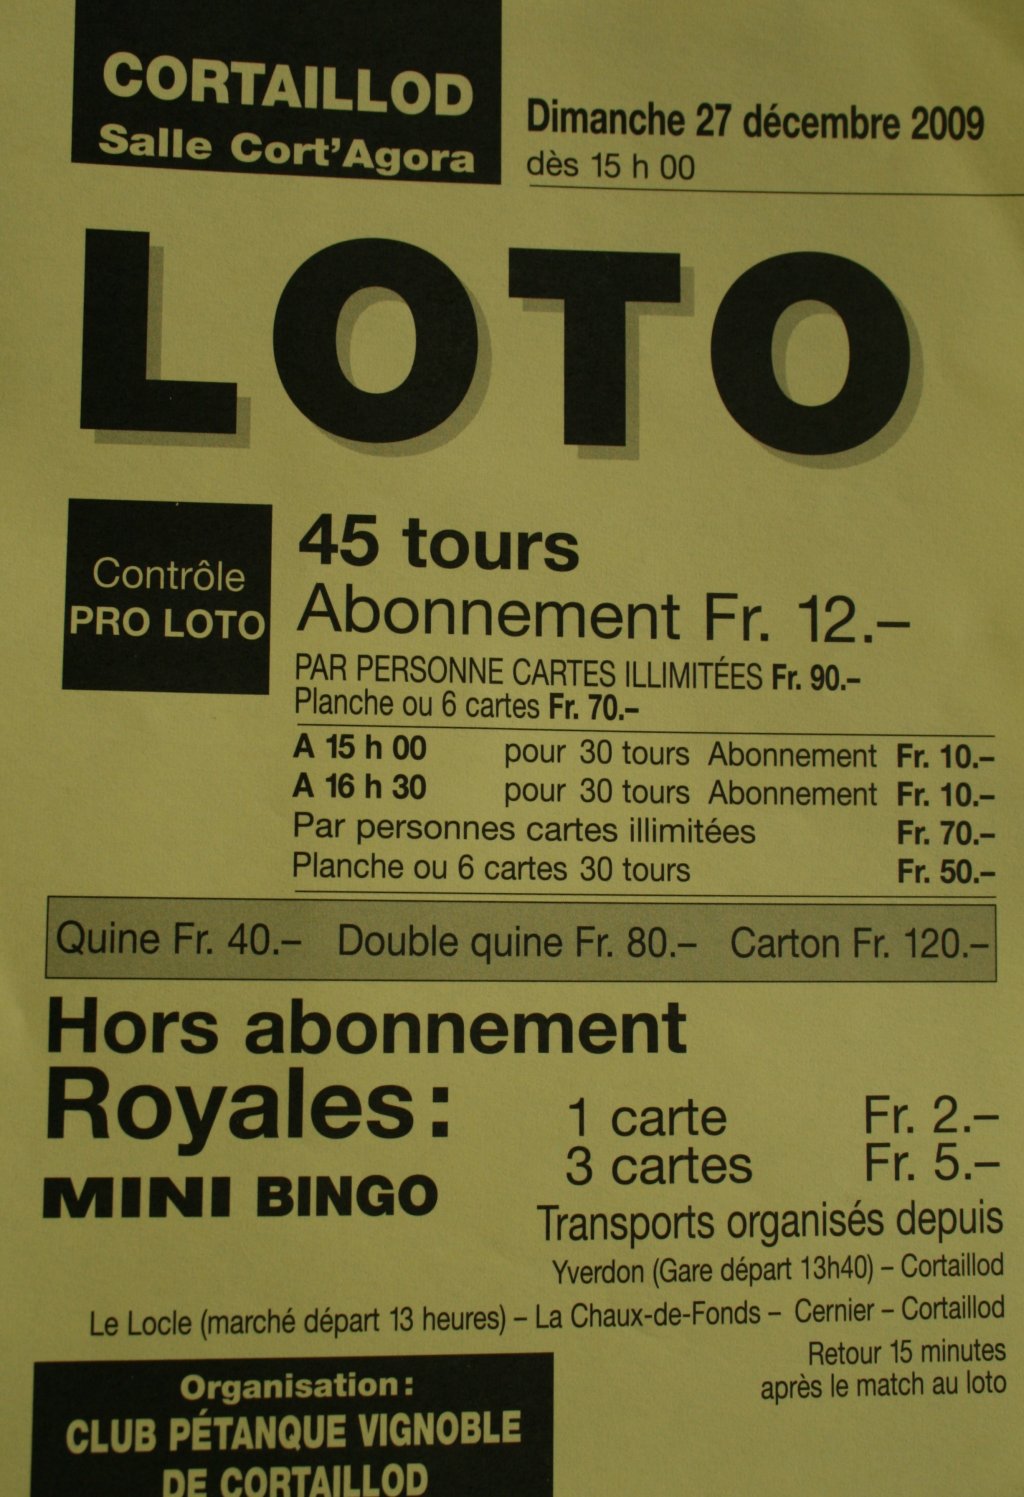 CORTAILLOD
Salle Cort'Agora
Dimanche 27 décembre 2009
dès 15 h 00
LOTO
Contrôle
PRO LOTO
45 tours
Abonnement Fr. 12.–
PAR PERSONNE CARTES ILLIMITÉES Fr. 90.–
Planche ou 6 cartes Fr. 70.–
A 15 h 00 pour 30 tours Abonnement Fr. 10.–
A 16 h 30 pour 30 tours Abonnement Fr. 10.–
Par personnes cartes illimitées Fr. 70.–
Planche ou 6 cartes 30 tours Fr. 50.–
Quine Fr. 40.– Double quine Fr. 80.– Carton Fr. 120.–
Hors abonnement
Royales :
1 carte Fr. 2.–
3 cartes Fr. 5.–
MINI BINGO
Transports organisés depuis
Yverdon (Gare départ 13h40) – Cortaillod
Le Locle (marché départ 13 heures) – La Chaux-de-Fonds – Cernier – Cortaillod
Retour 15 minutes
après le match au loto
Organisation :
CLUB PÉTANQUE VIGNOBLE
DE CORTAILLOD